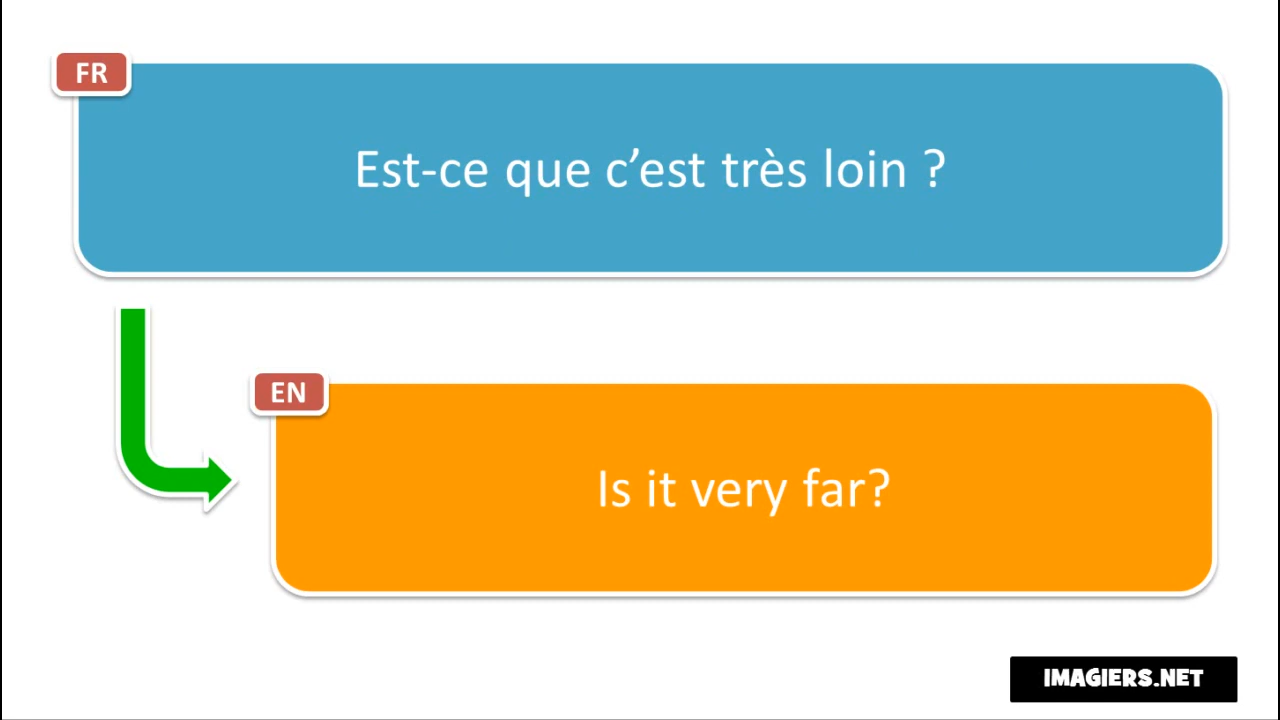 FR
Est-ce que c’est très loin ?
EN
Is it very far?
IMAGIERS.NET